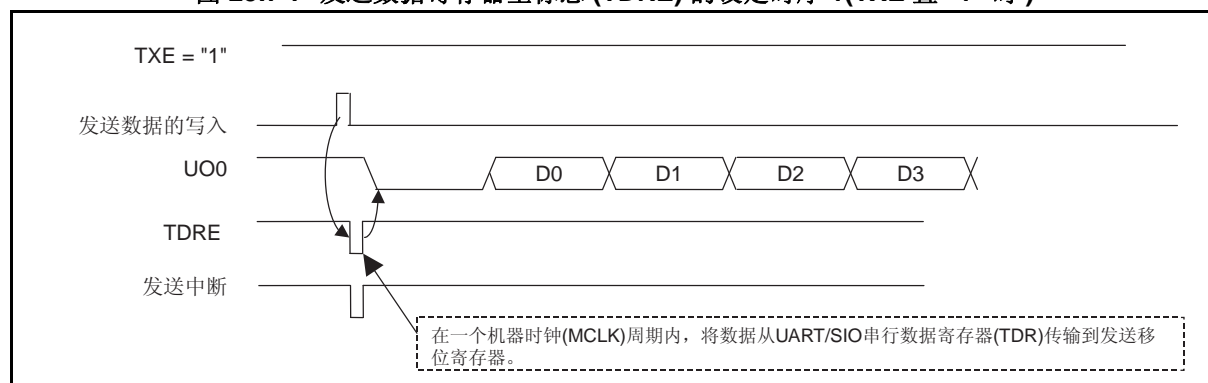 TXE = "1"
发送数据的写入
UO0
D0 D1 D2 D3
TDRE
发送中断
在一个机器时钟(MCLK)周期内，将数据从UART/SIO串行数据寄存器(TDR)传输到发送移
位寄存器。